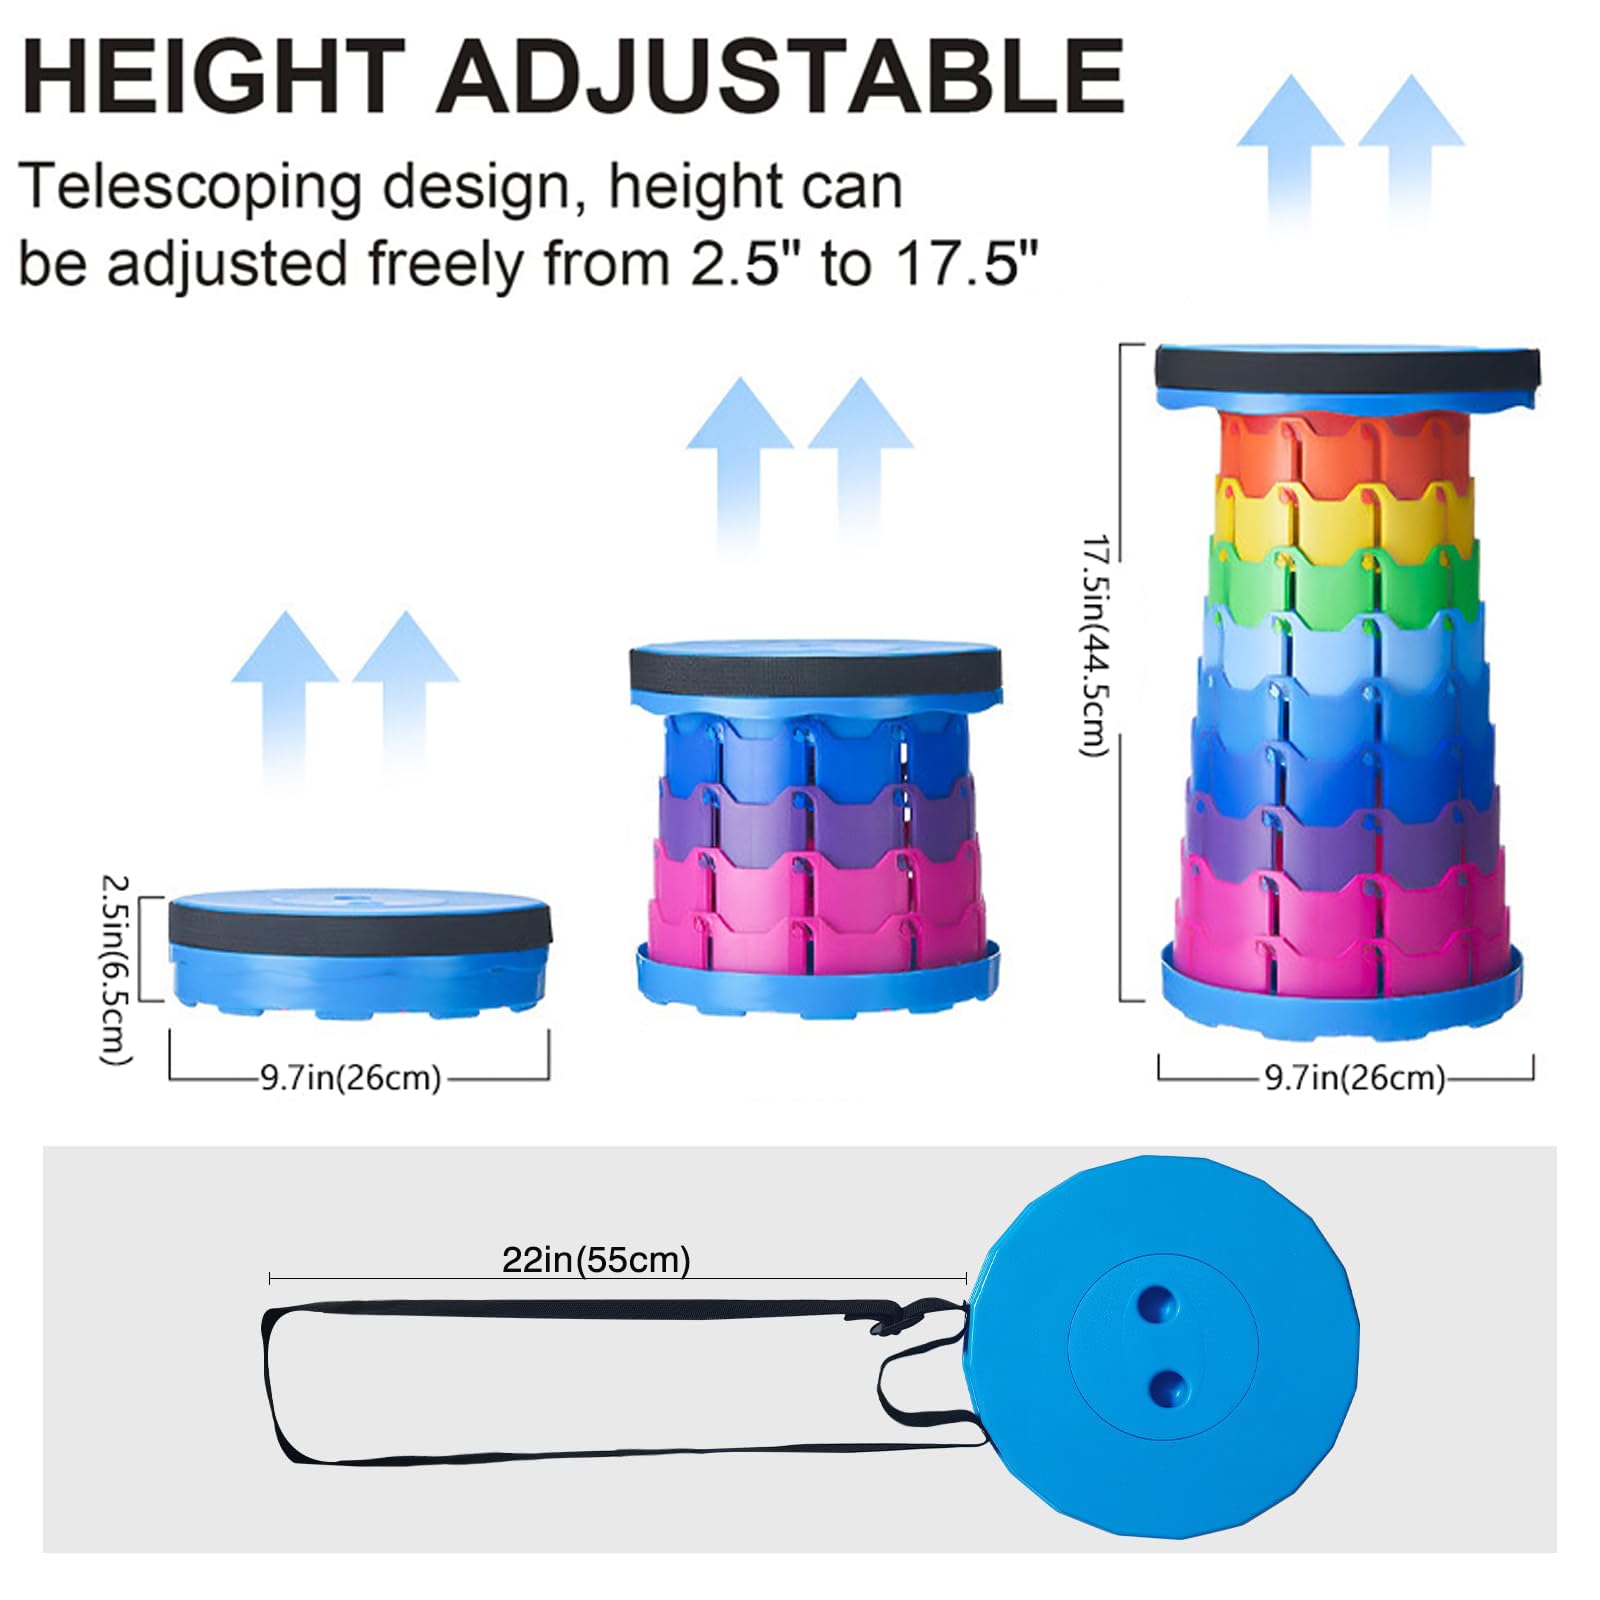 HEIGHT ADJUSTABLE
Telescoping design, height can
be adjusted freely from 2.5" to 17.5"
17.5in(44.5cm)
2.5in(6.5cm)
9.7in(26cm)
9.7in(26cm)
22in(55cm)